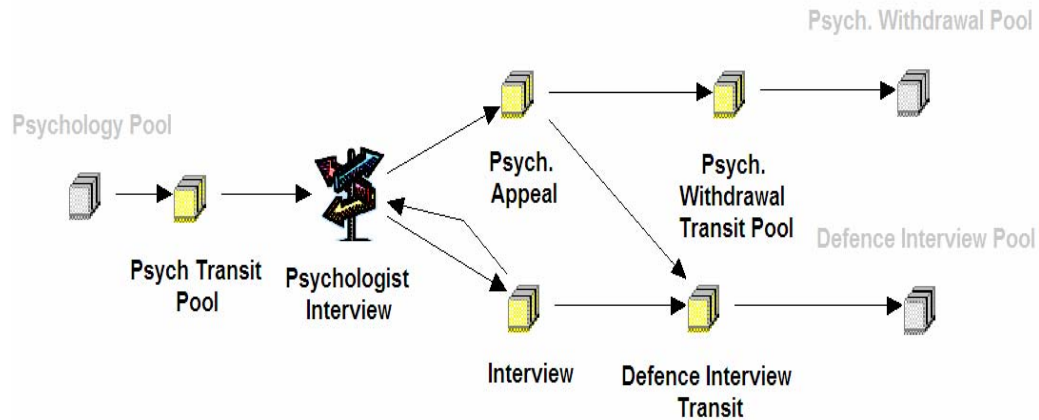 Psych. Withdrawal Pool
Psychology Pool
Psych.
Appeal
Psych.
Withdrawal
Transit Pool
Defence Interview Pool
Psych Transit
Pool
Psychologist
Interview
Interview
Defence Interview
Transit